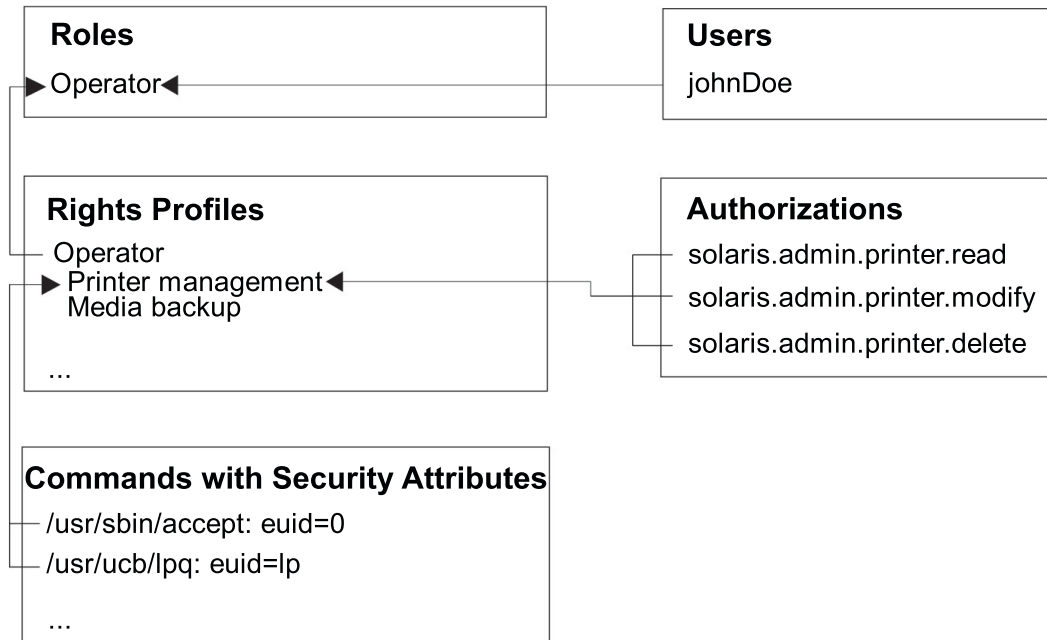 Roles
Operator
Users
johnDoe
Rights Profiles
Operator
Printer management
Media backup
...
Authorizations
solaris.admin.printer.read
solaris.admin.printer.modify
solaris.admin.printer.delete
Commands with Security Attributes
/usr/sbin/accept: euid=0
/usr/ucb/lpq: euid=lp
...